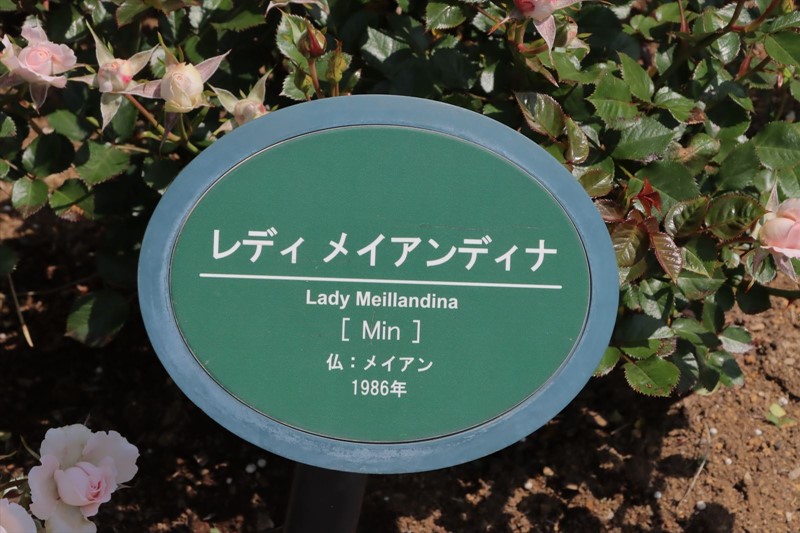 レディ メイアンディナ
Lady Meillandina
[ Min ]
仏：メイアン
1986年